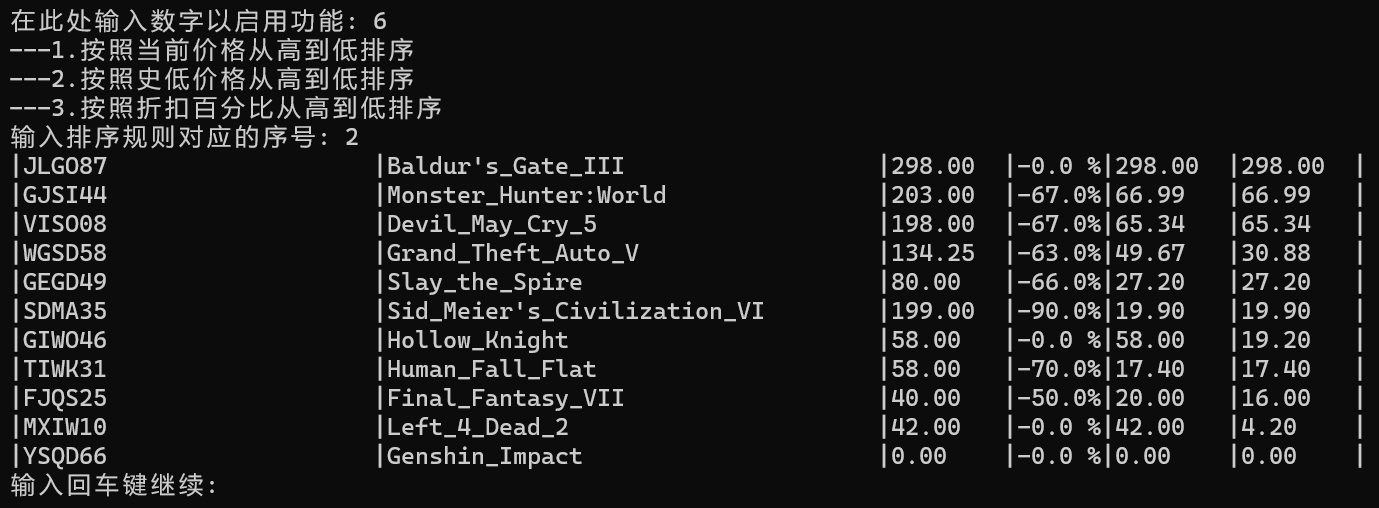 在此处输入数字以启用功能: 6
---1.按照当前价格从高到低排序
---2.按照史低价格从高到低排序
---3.按照折扣百分比从高到低排序
输入排序规则对应的序号: 2
|JLGO87 |Baldur's_Gate_III |298.00 |-0.0 %|298.00 |298.00 |
|GJSI44 |Monster_Hunter:World |203.00 |-67.0%|66.99 |66.99 |
|VISO08 |Devil_May_Cry_5 |198.00 |-67.0%|65.34 |65.34 |
|WGSD58 |Grand_Theft_Auto_V |134.25 |-63.0%|49.67 |30.88 |
|GEGD49 |Slay_the_Spire |80.00 |-66.0%|27.20 |27.20 |
|SDMA35 |Sid_Meier's_Civilization_VI |199.00 |-90.0%|19.90 |19.90 |
|GIWO46 |Hollow_Knight |58.00 |-0.0 %|58.00 |19.20 |
|TIWK31 |Human_Fall_Flat |58.00 |-70.0%|17.40 |17.40 |
|FJQS25 |Final_Fantasy_VII |40.00 |-50.0%|20.00 |16.00 |
|MXIW10 |Left_4_Dead_2 |42.00 |-0.0 %|42.00 |4.20 |
|YSQD66 |Genshin_Impact |0.00 |-0.0 %|0.00 |0.00 |
输入回车键继续: